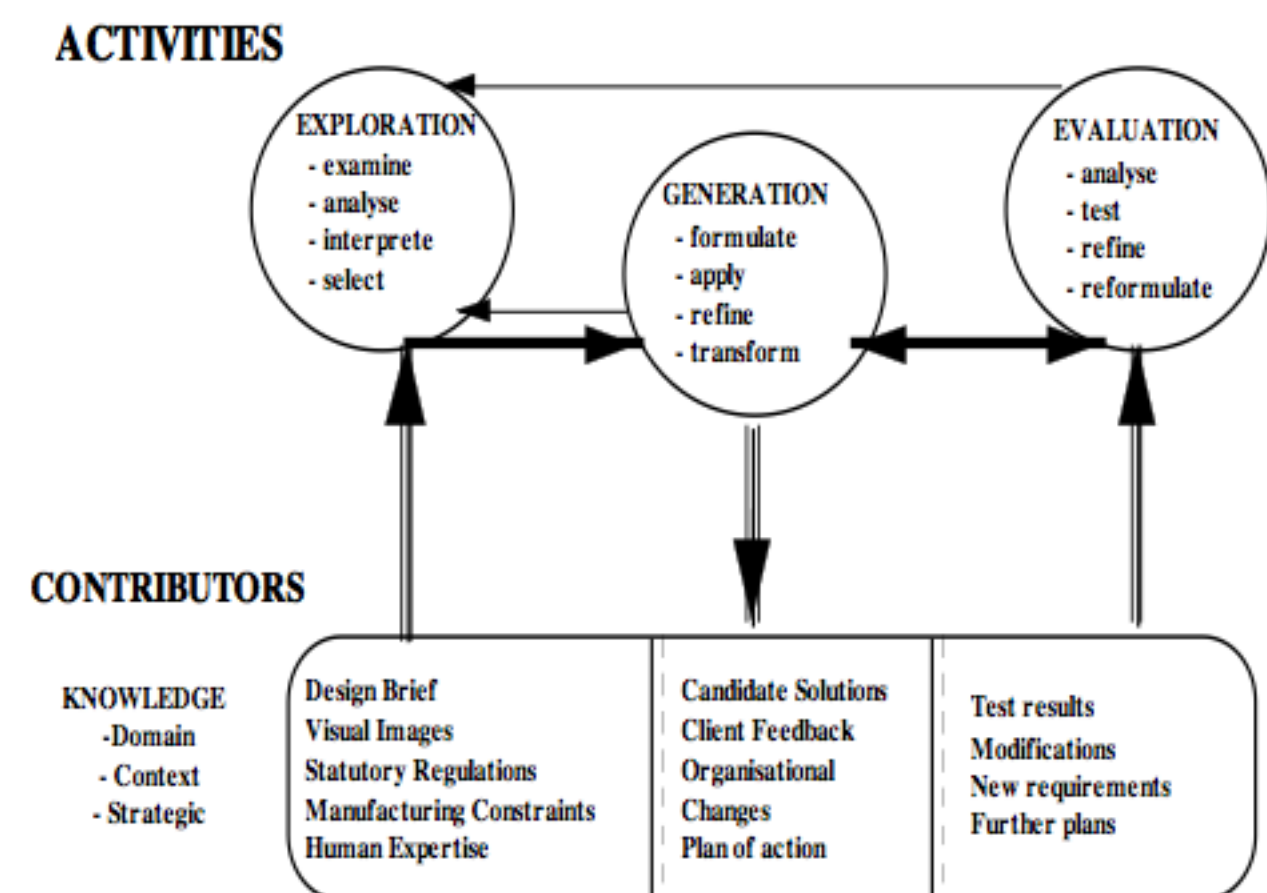 ACTIVITIES
EXPLORATION
- examine
- analyse
- interprete
- select
GENERATION
- formulate
- apply
- refine
- transform
EVALUATION
- analyse
- test
- refine
- reformulate
CONTRIBUTORS
KNOWLEDGE
-Domain
- Context
- Strategic
Design Brief
Visual Images
Statutory Regulations
Manufacturing Constraints
Human Expertise
Candidate Solutions
Client Feedback
Organisational
Changes
Plan of action
Test results
Modifications
New requirements
Further plans